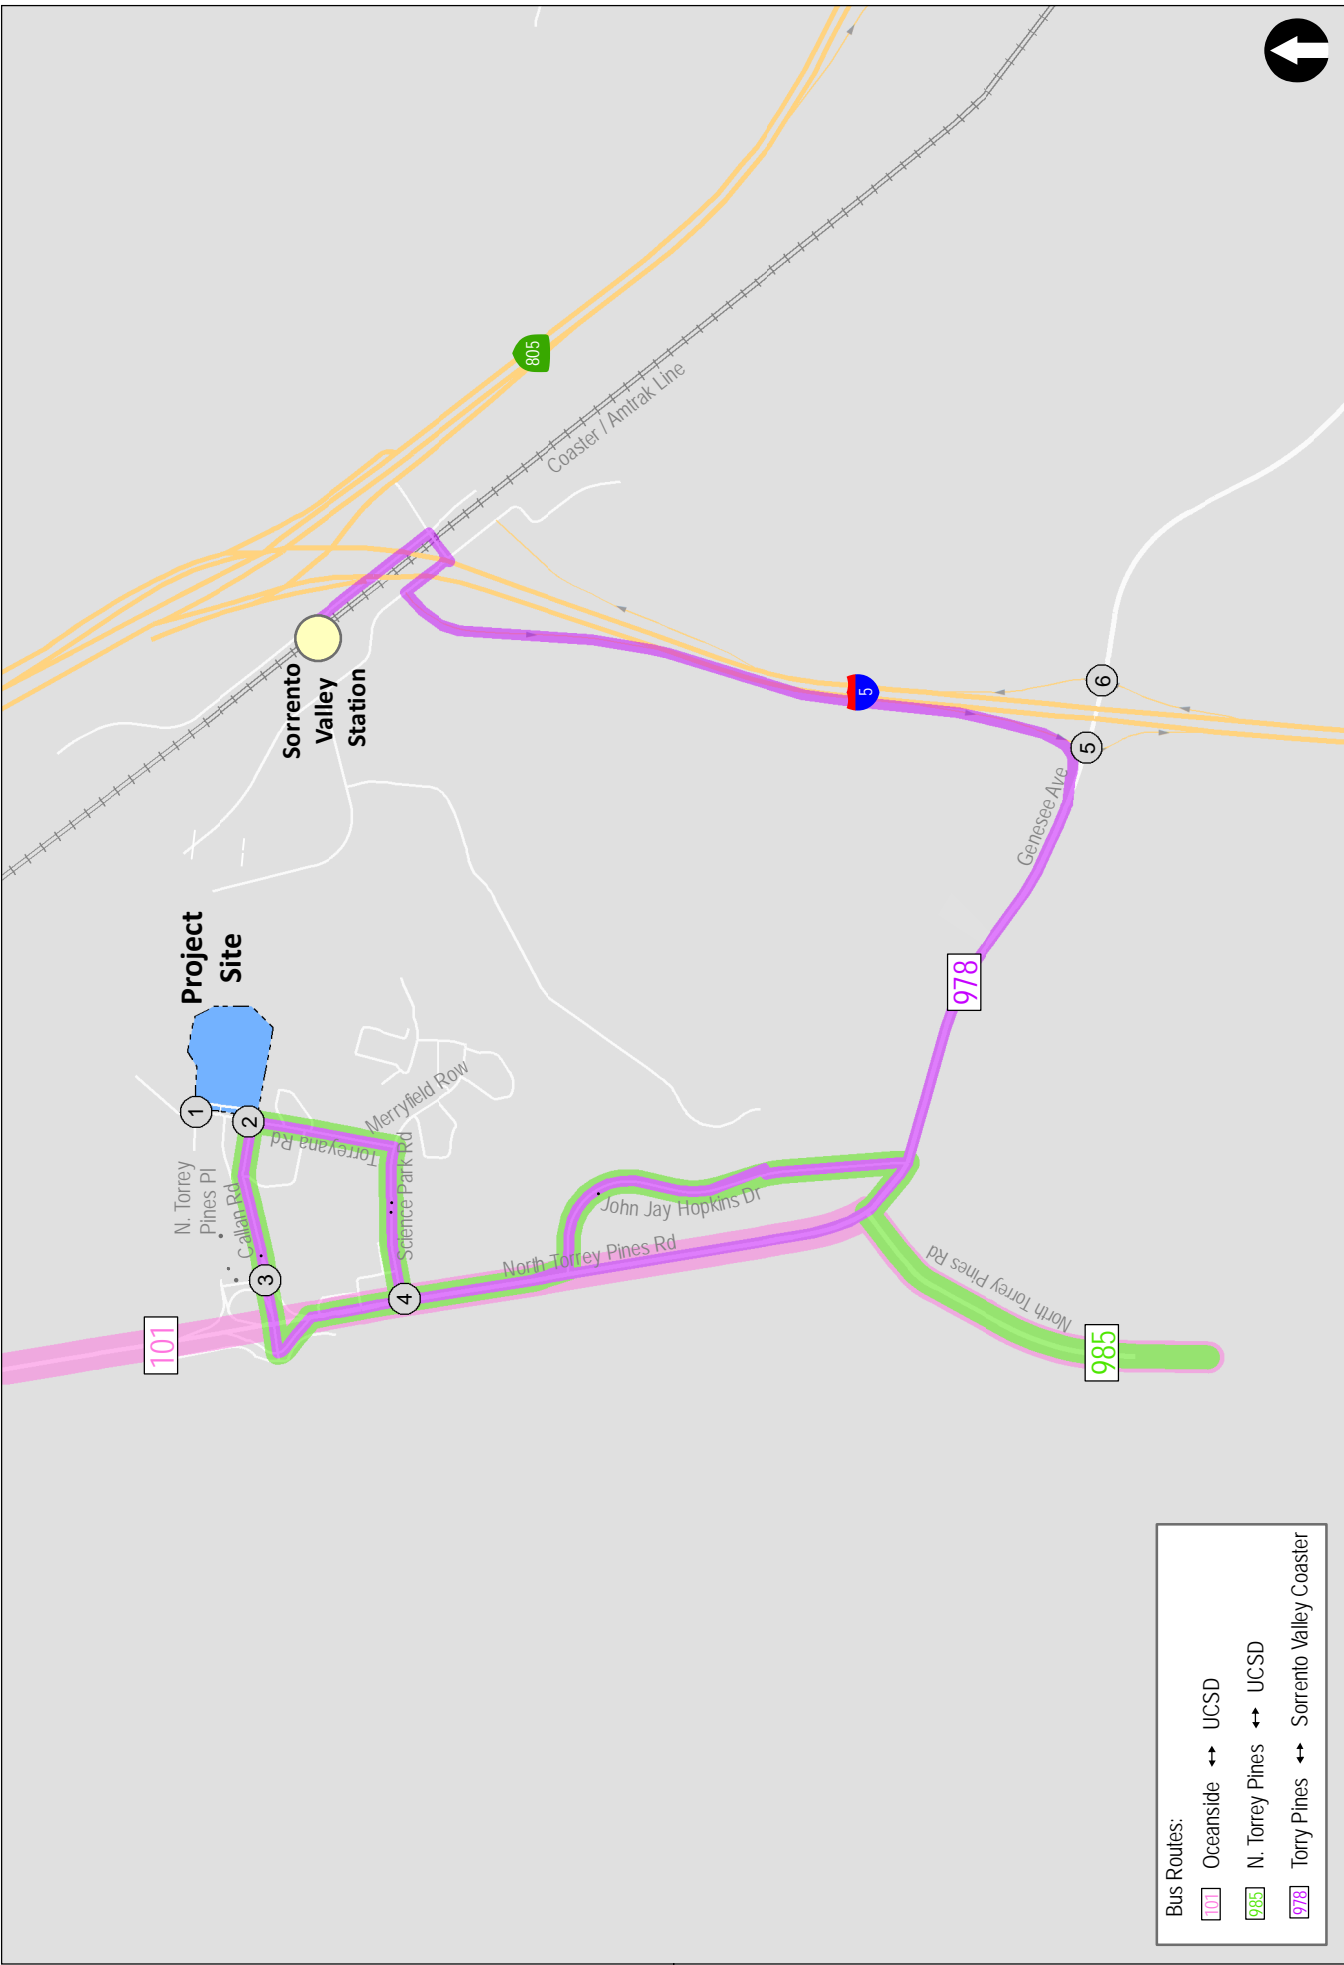 805
Coaster / Amtrak Line
Sorrento
Valley
Station
5
6
5
Genesee Ave
Project
Site
978
1
2
N. Torrey
Pines Pl
Callan Rd
Torreyana Rd
Merryfield Row
Science Park Rd
3
4
John Jay Hopkins Dr
North Torrey Pines Rd
North Torrey Pines Rd
101
985
Bus Routes:
101 Oceanside ↔ UCSD
985 N. Torrey Pines ↔ UCSD
978 Torry Pines ↔ Sorrento Valley Coaster